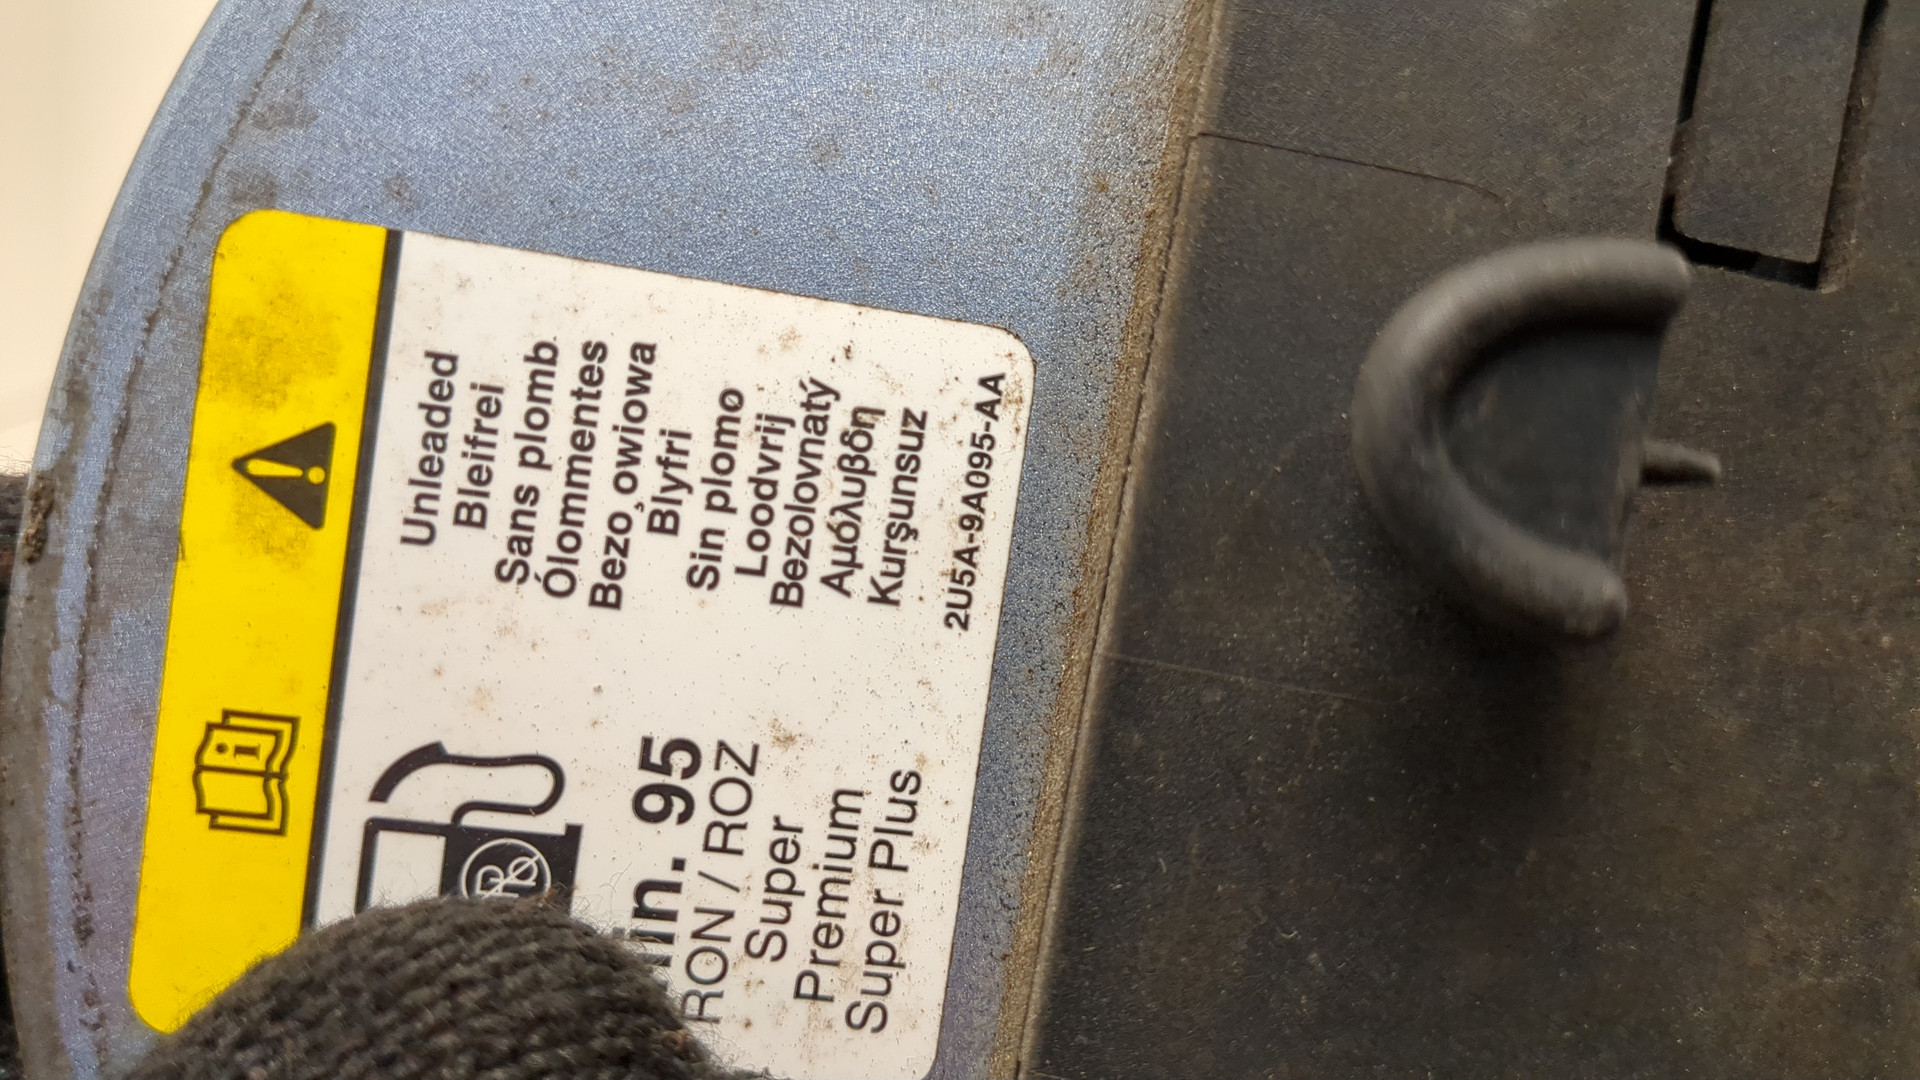 95
RON / ROZ
Super
Premium
Super Plus
Unleaded
Bleifrei
Sans plomb
Ólommentes
Bezo¸owiowa
Blyfri
Sin plomo
Loodvrij
Bezolovnatý
Αμόλυβδη
Kurşunsuz
2U5A-9A095-AA